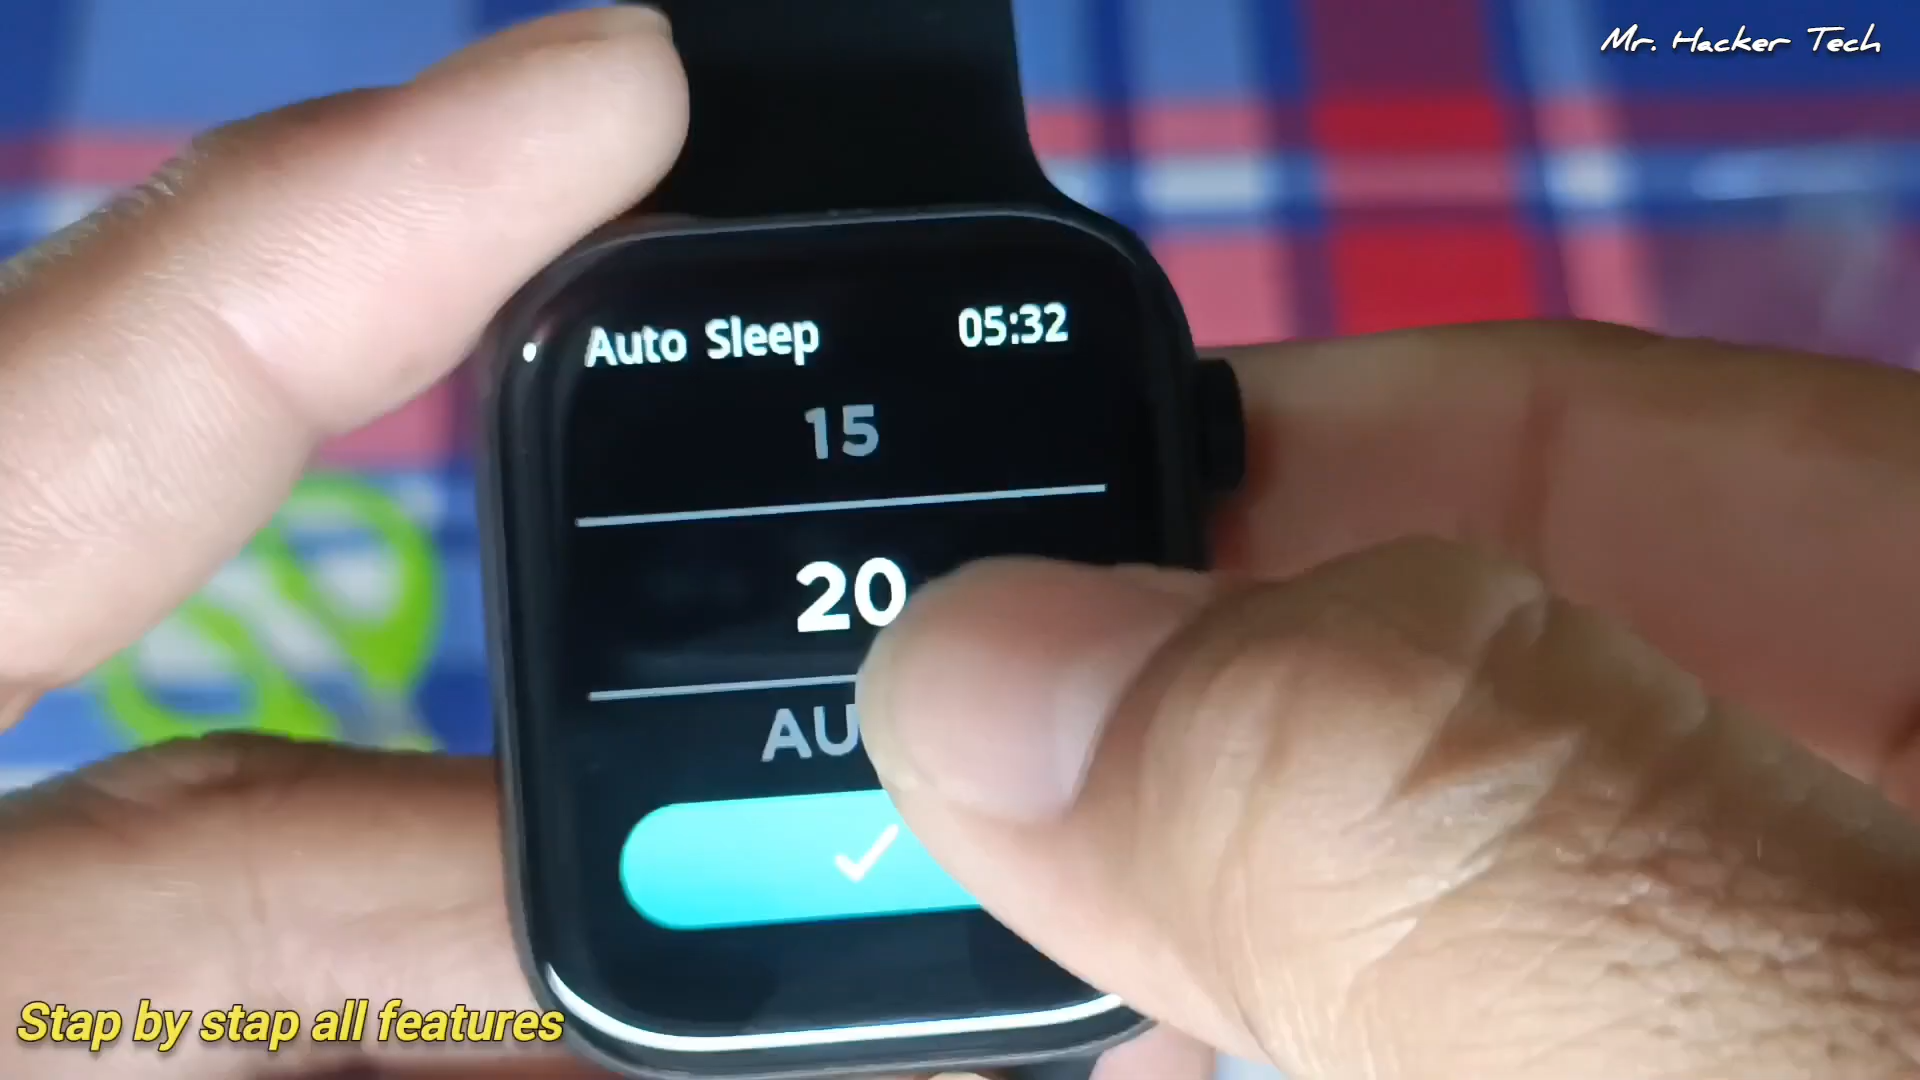 Mr. Hacker Tech
Auto Sleep 05:32
15
20
Stap by stap all features